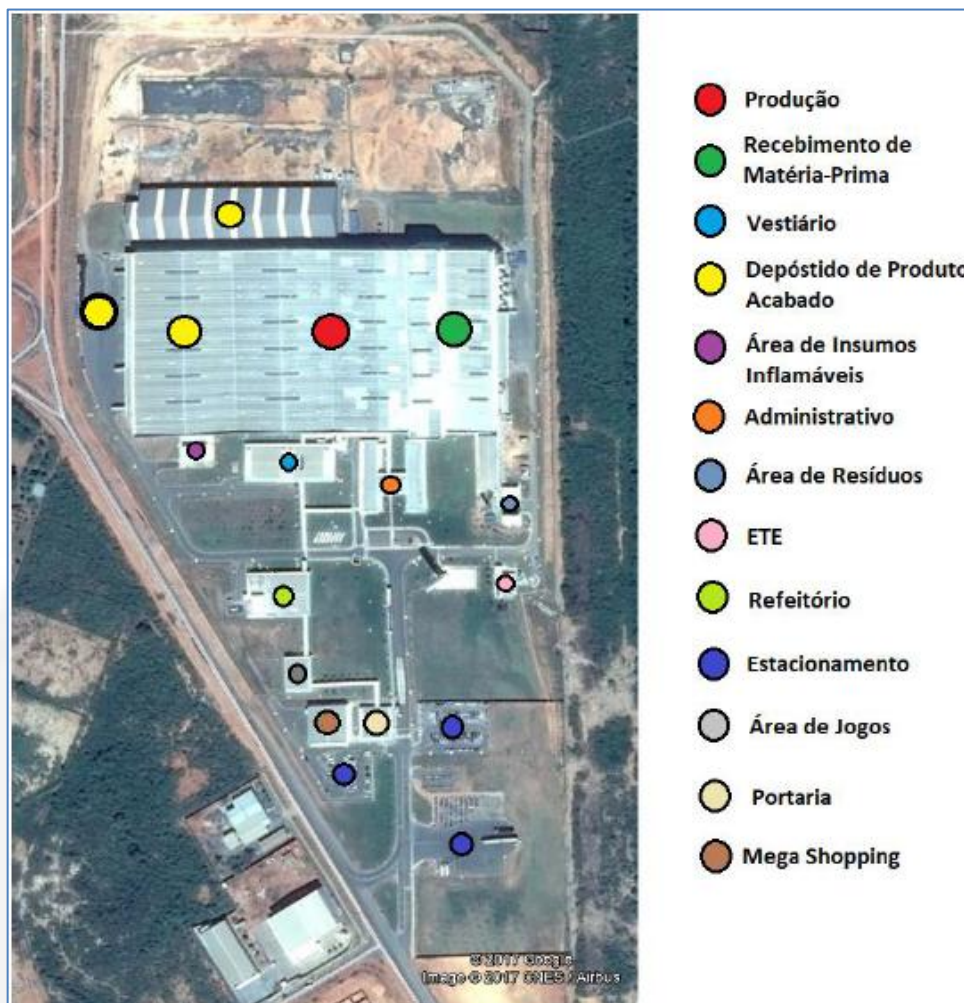 Produção
Recebimento de
Matéria-Prima
Vestiário
Depóstido de Produto
Acabado
Área de Insumos
Inflamáveis
Administrativo
Área de Resíduos
ETE
Refeitório
Estacionamento
Área de Jogos
Portaria
Mega Shopping
© 2017 Google
Image © 2017 CNES / Airbus